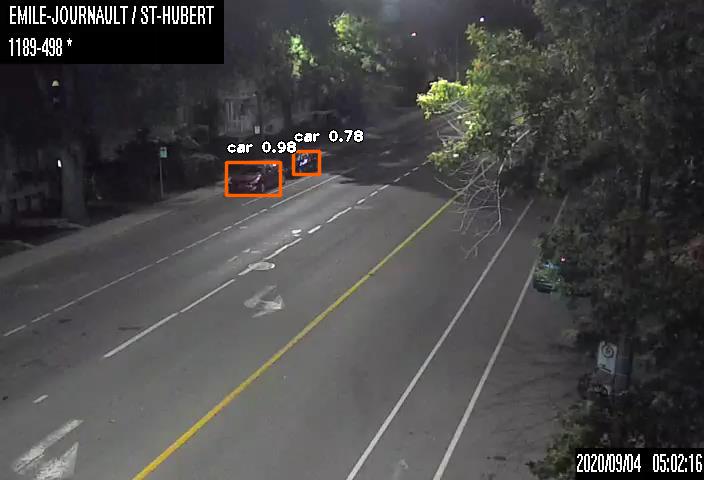 EMILE-JOURNAULT / ST-HUBERT
1189-498 *
car 0.78
car 0.98
2020/09/04 05:02:16